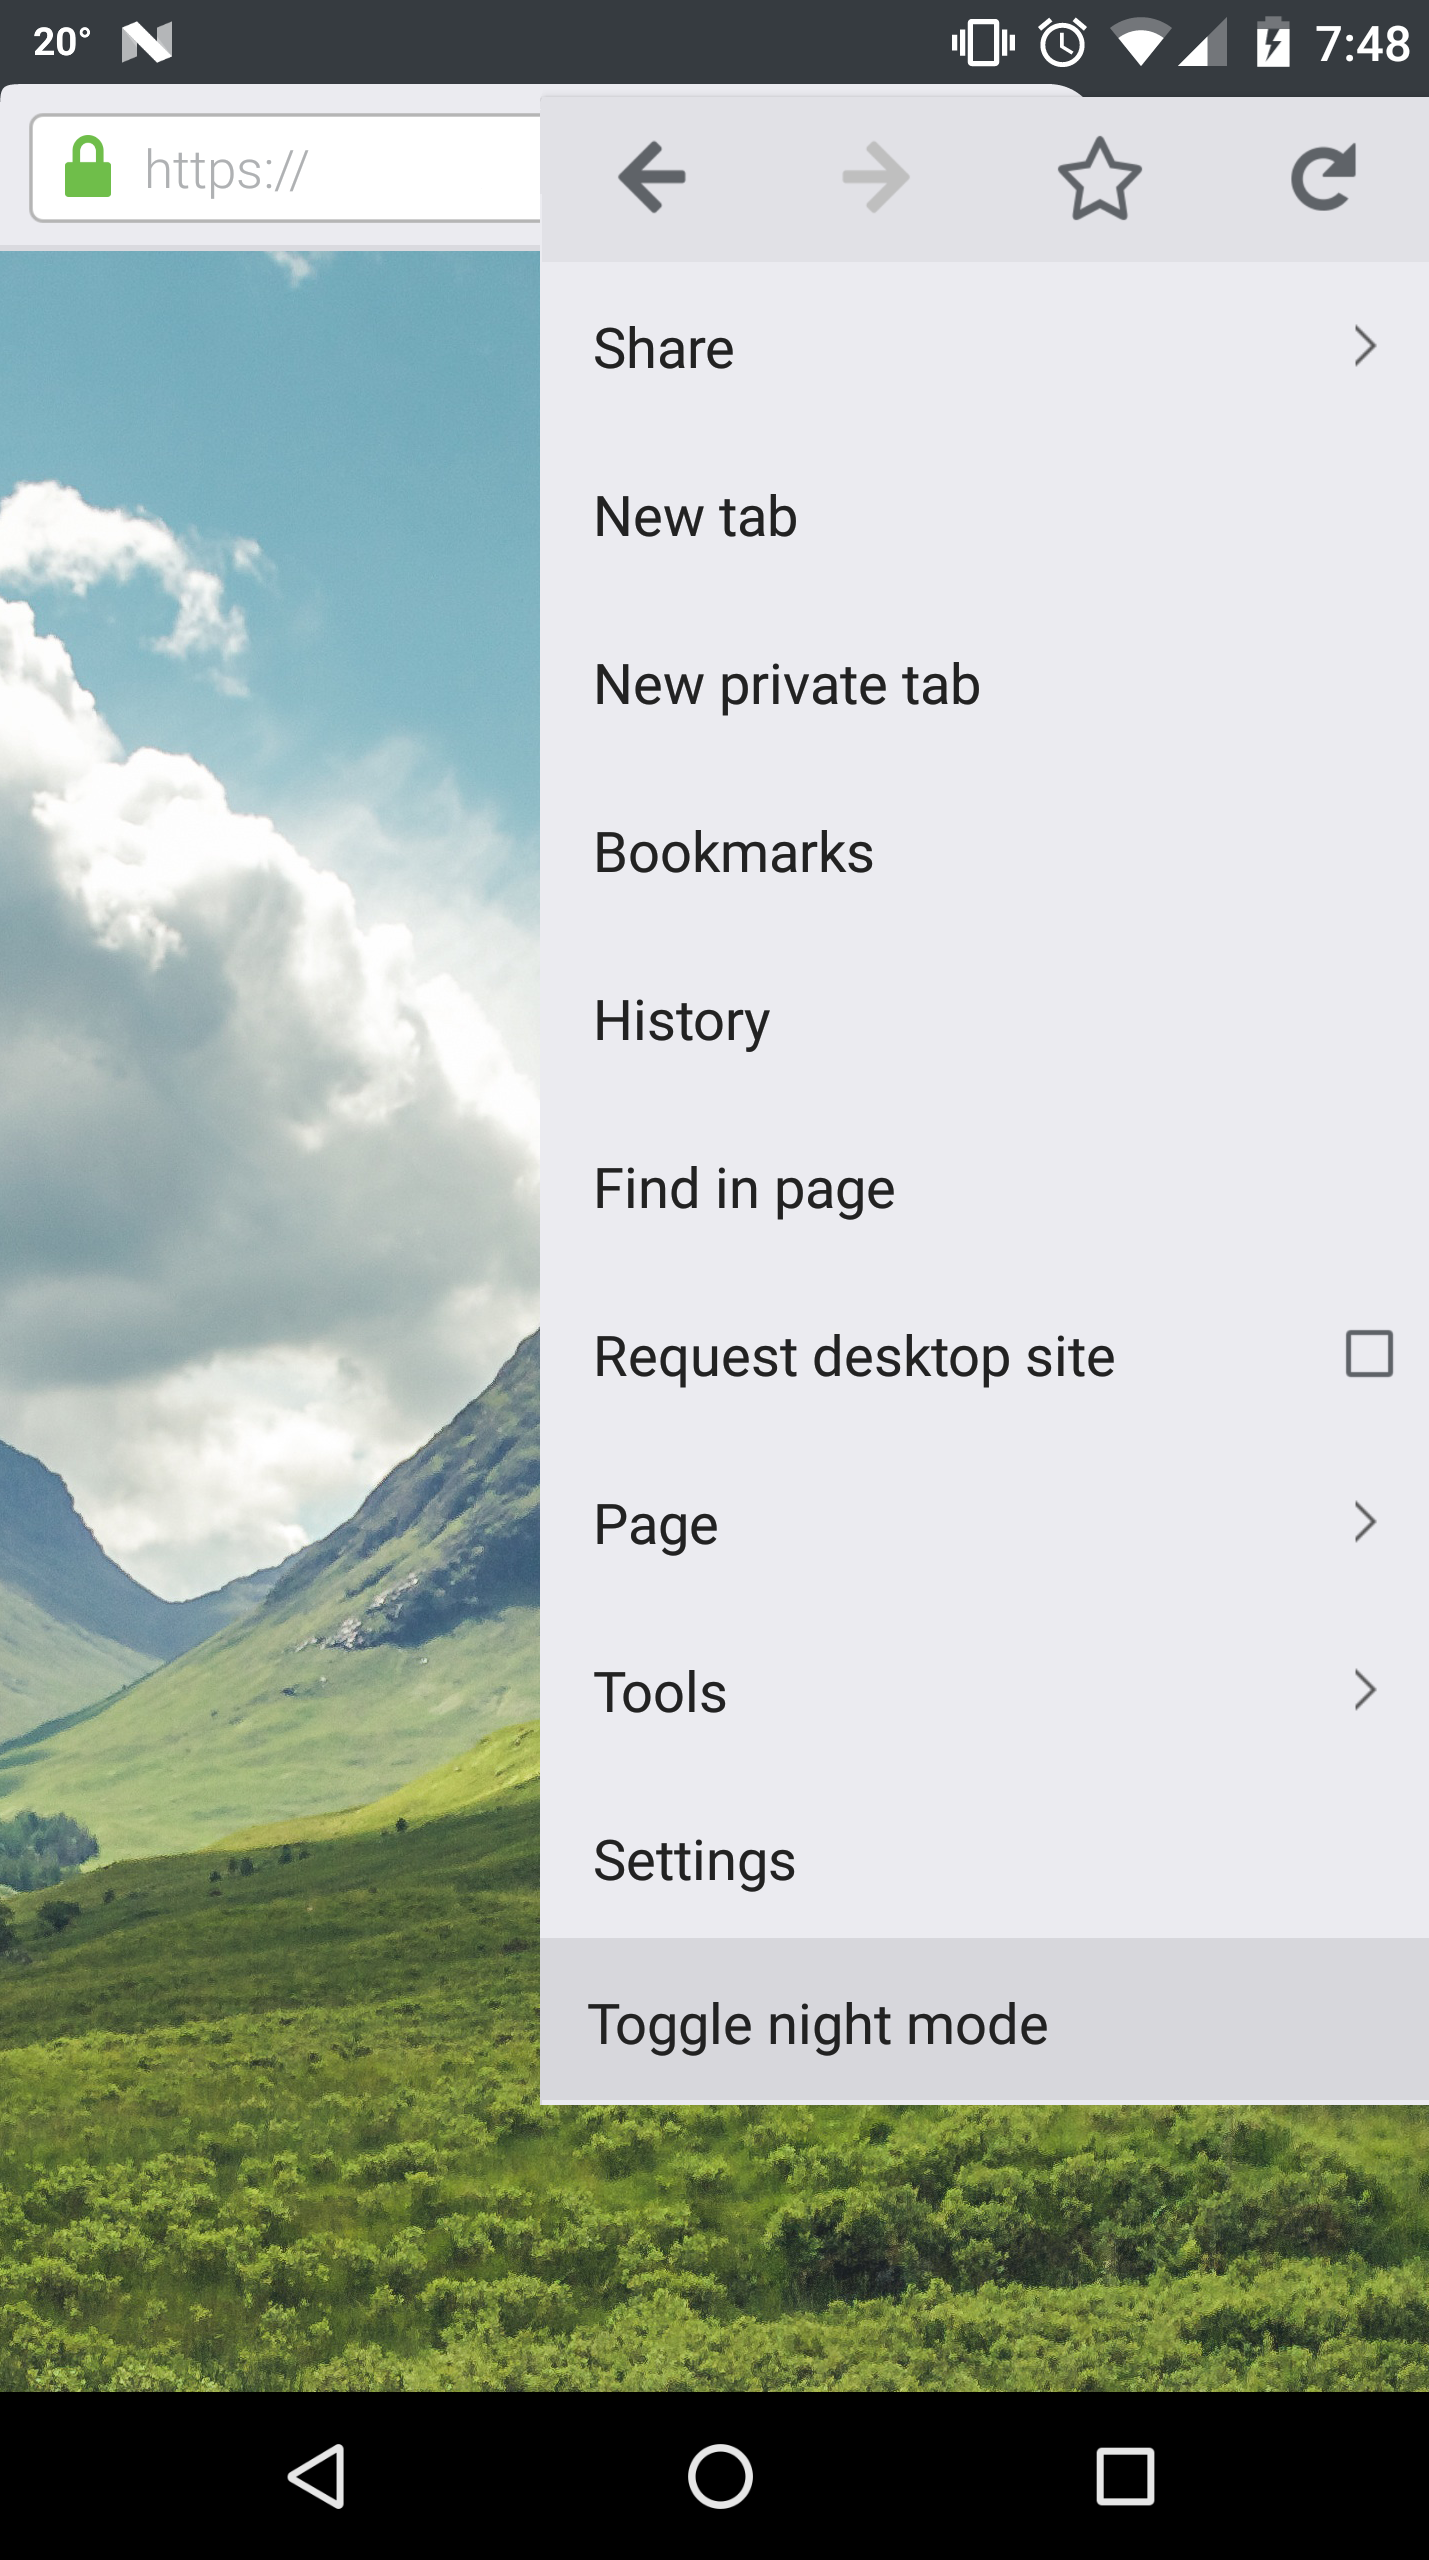 20°
7:48
https://
Share
New tab
New private tab
Bookmarks
History
Find in page
Request desktop site
Page
Tools
Settings
Toggle night mode